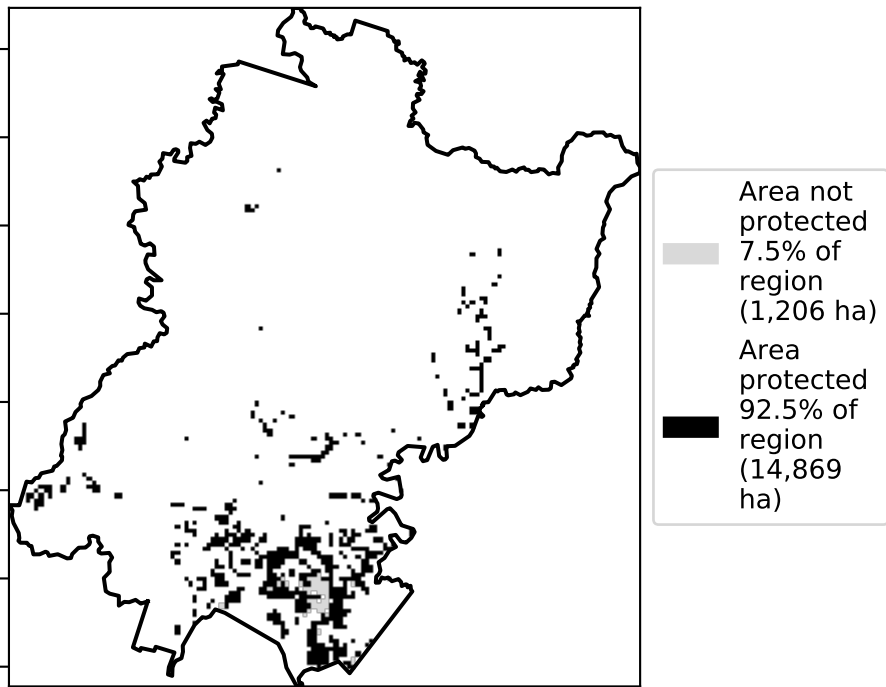 Area not
protected
7.5% of
region
(1,206 ha)
Area
protected
92.5% of
region
(14,869
ha)